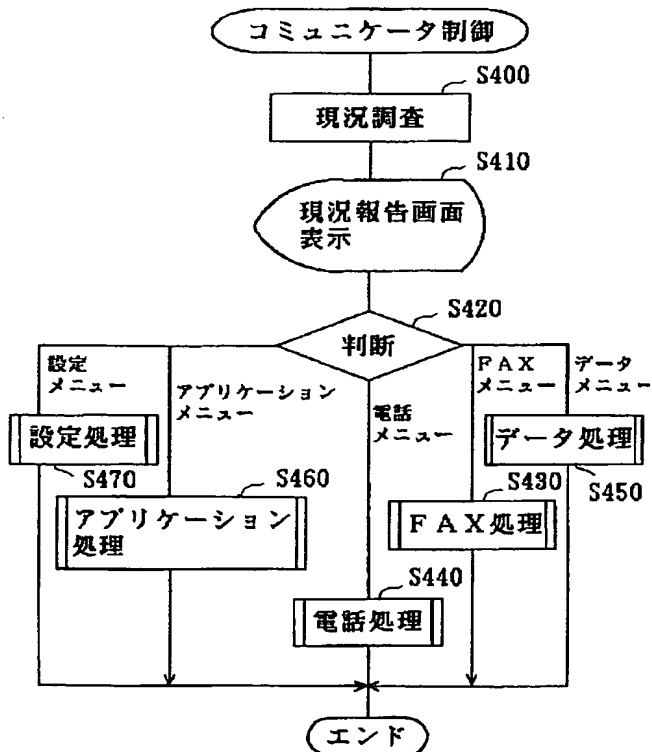 コミュニケータ制御
S400
現況調査
S410
現況報告画面
表示
S420
判断
設定
メニュー
アプリケーション
メニュー
電話
メニュー
FAX
メニュー
データ
メニュー
設定処理
S470
データ処理
S450
S460
アプリケーション
処理
S430
FAX処理
S440
電話処理
エンド